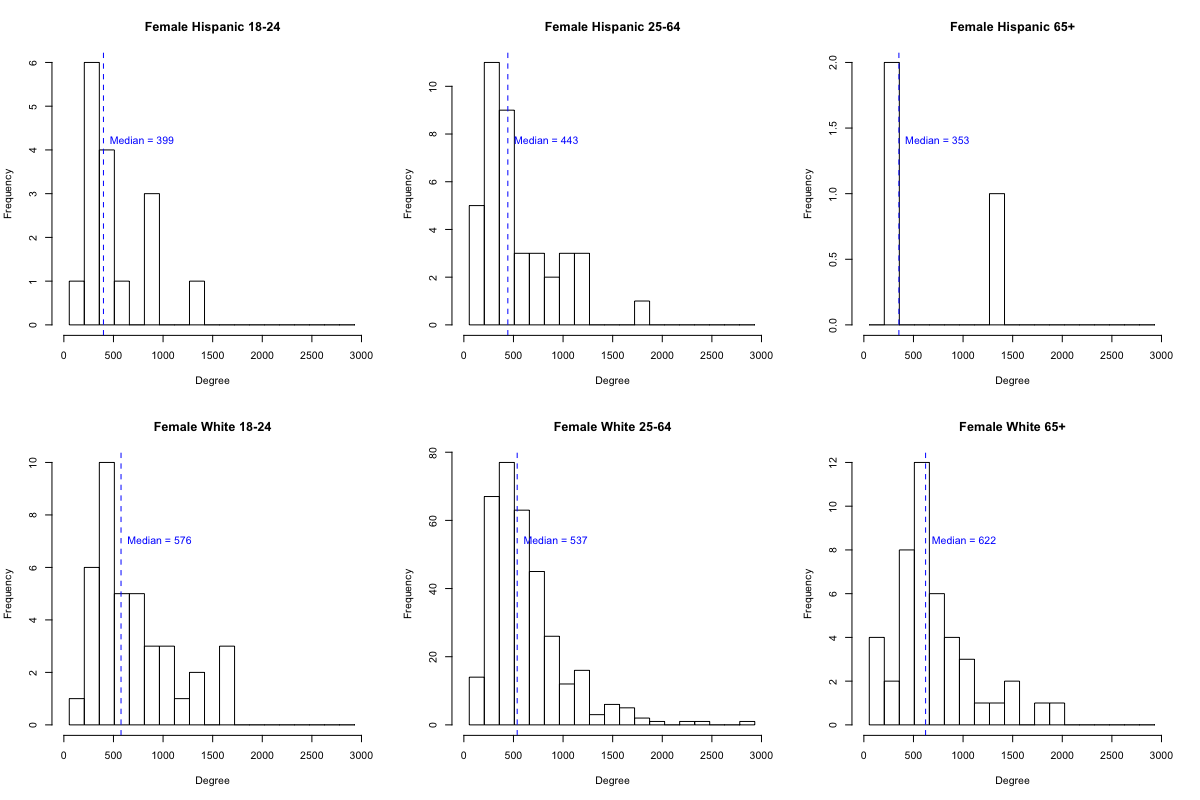 Female Hispanic 18-24
Frequency
0 1 2 3 4 5 6
Median = 399
0 500 1000 1500 2000 2500 3000
Degree
Female Hispanic 25-64
Frequency
0 2 4 6 8 10
Median = 443
0 500 1000 1500 2000 2500 3000
Degree
Female Hispanic 65+
Frequency
0.0 0.5 1.0 1.5 2.0
Median = 353
0 500 1000 1500 2000 2500 3000
Degree
Female White 18-24
Frequency
0 2 4 6 8 10
Median = 576
0 500 1000 1500 2000 2500 3000
Degree
Female White 25-64
Frequency
0 20 40 60 80
Median = 537
0 500 1000 1500 2000 2500 3000
Degree
Female White 65+
Frequency
0 2 4 6 8 10 12
Median = 622
0 500 1000 1500 2000 2500 3000
Degree